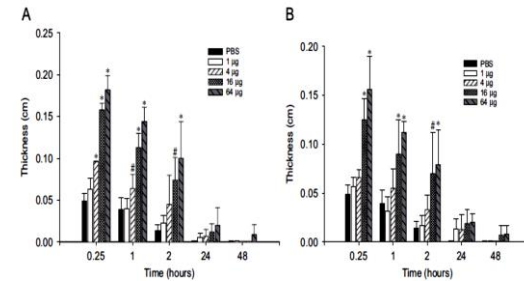 A
0.25
0.20
0.15
0.10
0.05
0.00
Thickness (cm)
PBS
1 µg
4 µg
16 µg
64 µg
* * *
# * *
# *
0.25 1 2 24 48
Time (hours)
B
0.20
0.15
0.10
0.05
0.00
Thickness (cm)
PBS
1 µg
4 µg
16 µg
64 µg
* *
* *
# *
0.25 1 2 24 48
Time (hours)